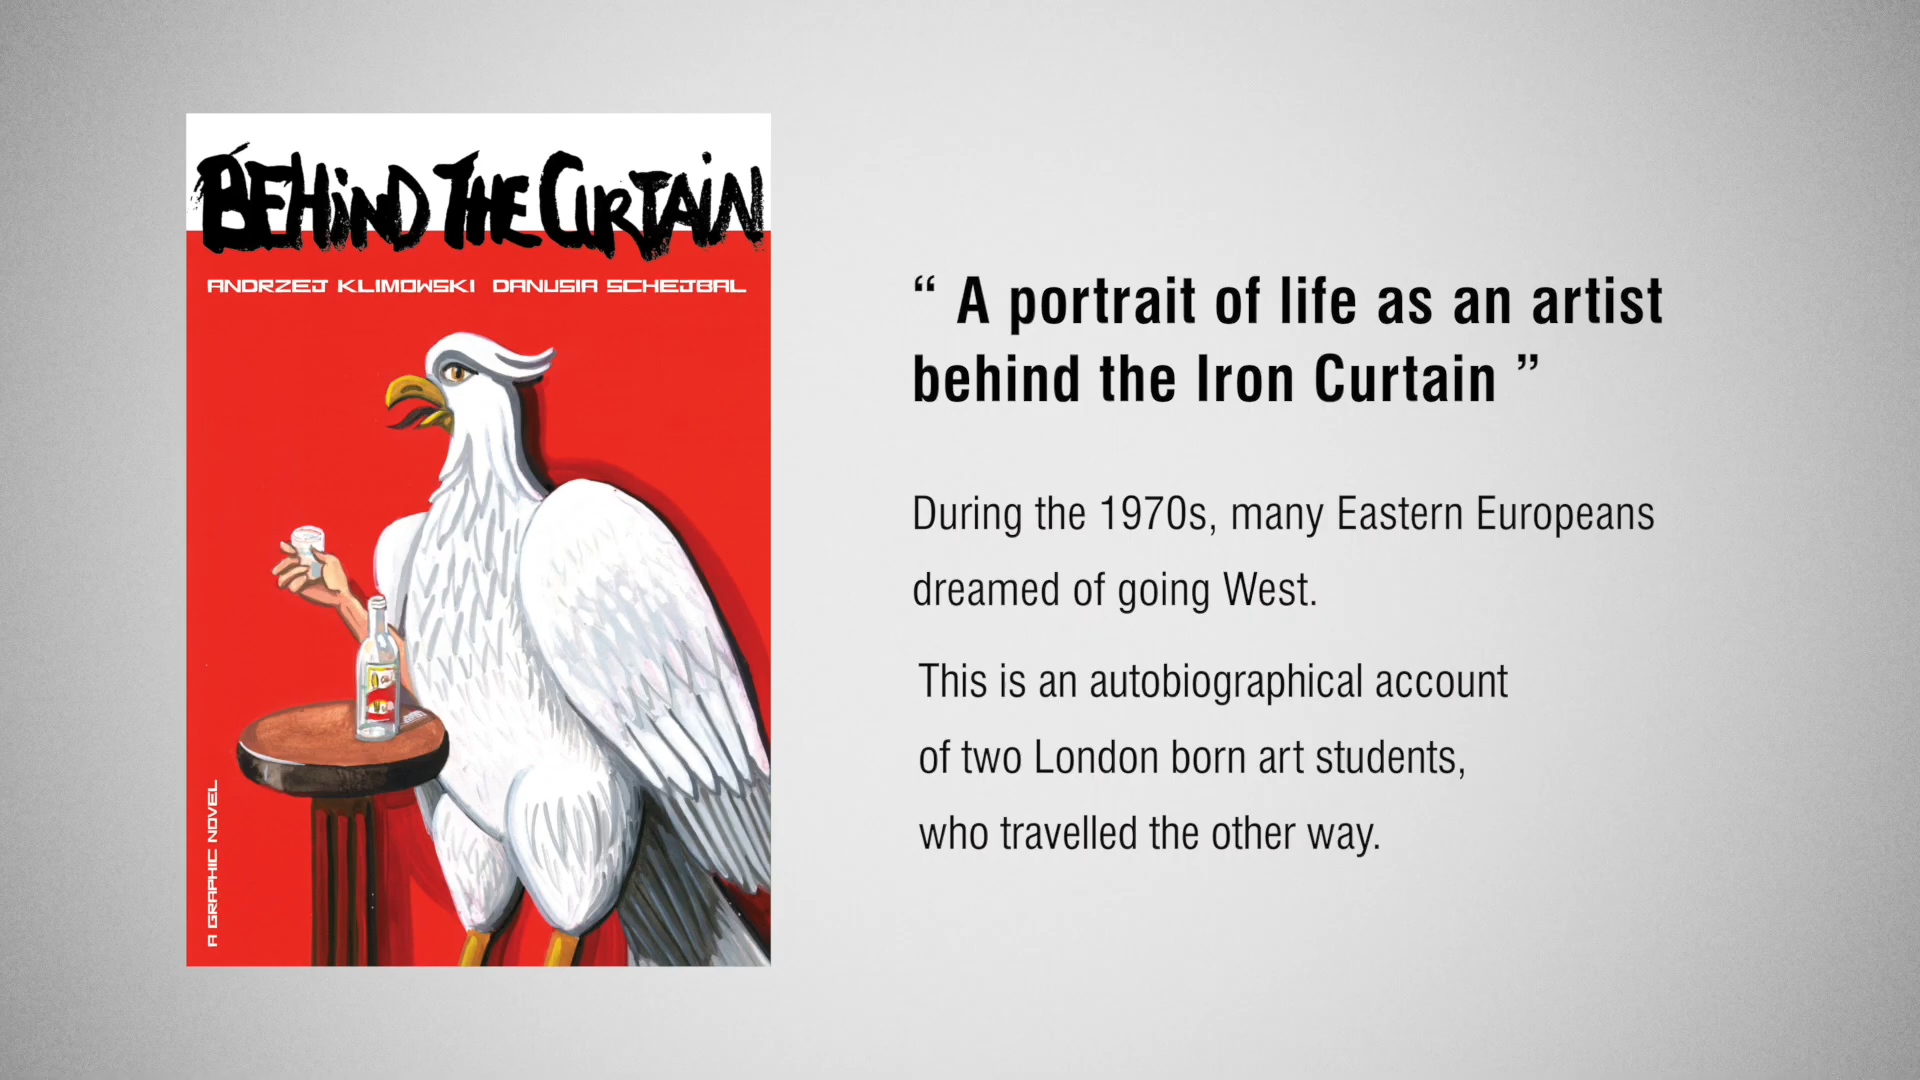 BEHIND THE CURTAIN
ANDRZEJ KLIMOWSKI DANUSIA SCHEJBAL
A GRAPHIC NOVEL
“ A portrait of life as an artist
behind the Iron Curtain ”
During the 1970s, many Eastern Europeans
dreamed of going West.
This is an autobiographical account
of two London born art students,
who travelled the other way.